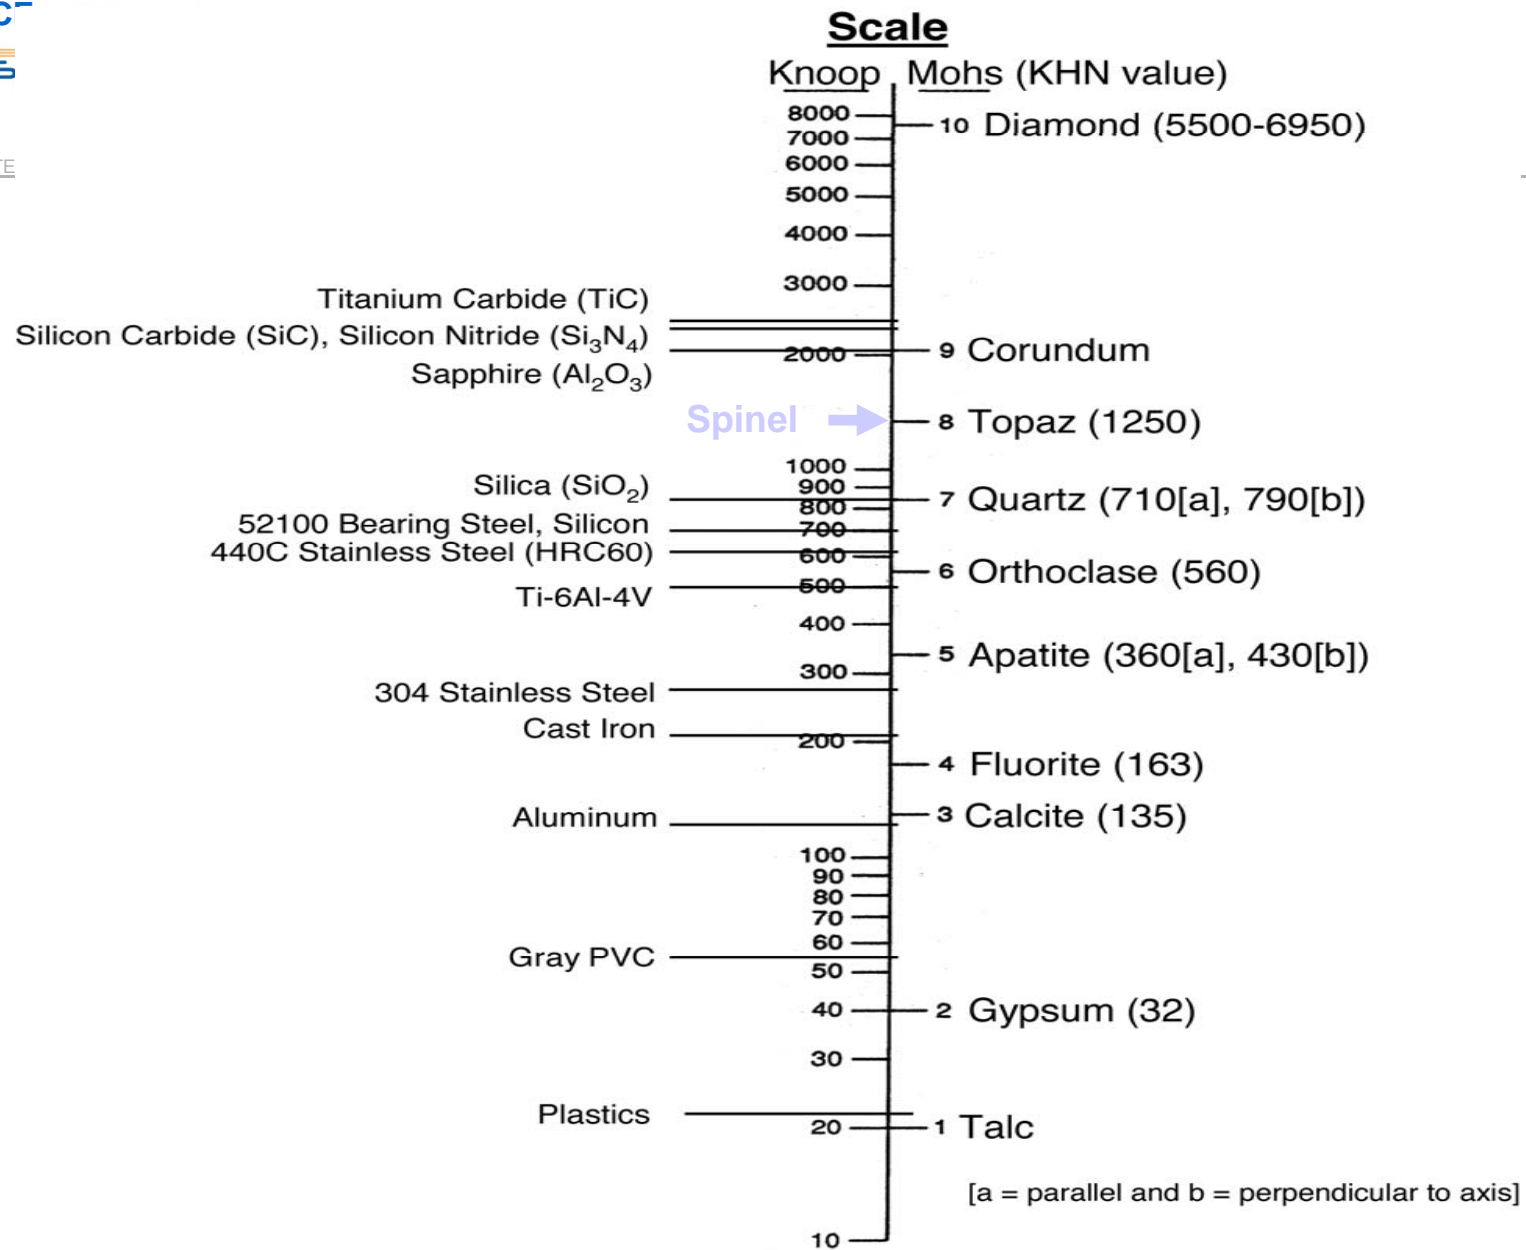 Scale
Knoop Mohs (KHN value)
8000
10 Diamond (5500-6950)
7000
6000
5000
4000
3000
Titanium Carbide (TiC)
Silicon Carbide (SiC), Silicon Nitride (Si3N4)
2000
9 Corundum
Sapphire (Al2O3)
Spinel
8 Topaz (1250)
1000
Silica (SiO2)
900
7 Quartz (710[a], 790[b])
800
52100 Bearing Steel, Silicon
700
440C Stainless Steel (HRC60)
600
6 Orthoclase (560)
500
Ti-6Al-4V
400
5 Apatite (360[a], 430[b])
300
304 Stainless Steel
Cast Iron
200
4 Fluorite (163)
Aluminum
3 Calcite (135)
100
90
80
70
60
Gray PVC
50
40
2 Gypsum (32)
30
Plastics
20
1 Talc
[a = parallel and b = perpendicular to axis]
10